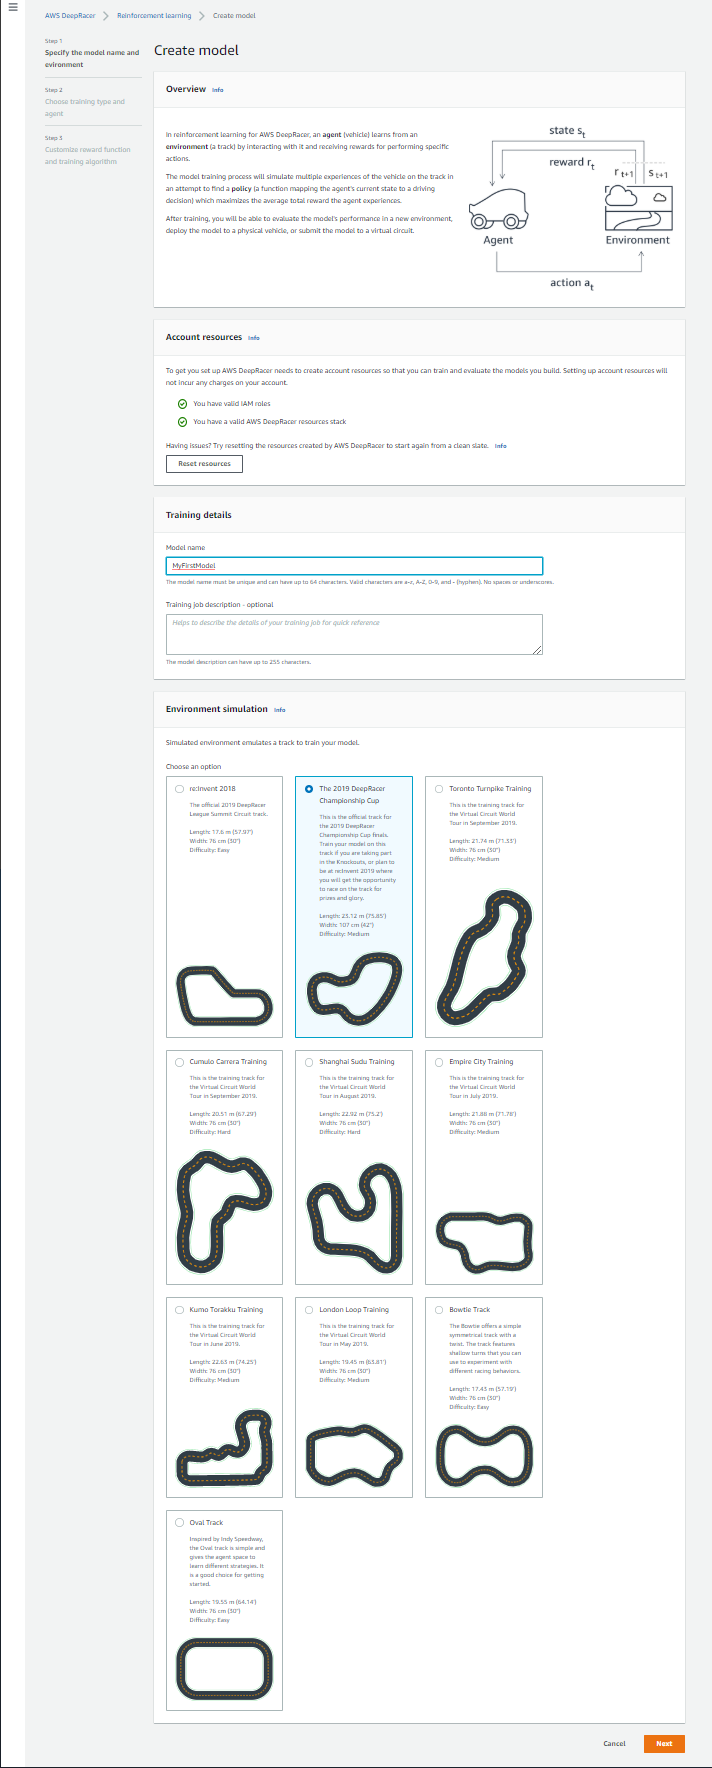 AWS DeepRacer
Reinforcement learning
Create model
Step 1
Specify the model name and
evironment
Step 2
Choose training type and
agent
Step 3
Customize reward function
and training algorithm
Create model
Overview Info
In reinforcement learning for AWS DeepRacer, an agent (vehicle) learns from an
environment (a track) by interacting with it and receiving rewards for performing specific
actions.
The model training process will simulate multiple experiences of the vehicle on the track in
an attempt to find a policy (a function mapping the agent's current state to a driving
decision) which maximizes the average total reward the agent experiences.
After training, you will be able to evaluate the model's performance in a new environment,
deploy the model to a physical vehicle, or submit the model to a virtual circuit.
state st
reward rt
r t+1 s t+1
Agent
Environment
action at
Account resources Info
To get you set up AWS DeepRacer needs to create account resources so that you can train and evaluate the models you build. Setting up account resources will
not incur any charges on your account.
You have valid IAM roles
You have a valid AWS DeepRacer resources stack
Having issues? Try resetting the resources created by AWS DeepRacer to start again from a clean slate. Info
Reset resources
Training details
Model name
MyFirstModel
The model name must be unique and can have up to 64 characters. Valid characters are a-z, A-Z, 0-9, and - (hyphen). No spaces or underscores.
Training job description - optional
Helps to describe the details of your training job for quick reference
The model description can have up to 255 characters.
Environment simulation Info
Simulated environment emulates a track to train your model.
Choose an option
re:Invent 2018
The official 2019 DeepRacer
League Summit Circuit track.
Length: 17.6 m (57.97')
Width: 76 cm (30")
Difficulty: Easy
The 2019 DeepRacer
Championship Cup
This is the official track for
the 2019 DeepRacer
Championship Cup finals.
Train your model on this
track if you are taking part
in the Knockouts, or plan to
be at re:Invent 2019 where
you will get the opportunity
to race on the track for
prizes and glory.
Length: 23.12 m (75.85')
Width: 107 cm (42")
Difficulty: Medium
Toronto Turnpike Training
This is the training track for
the Virtual Circuit World
Tour in September 2019.
Length: 21.74 m (71.33')
Width: 76 cm (30")
Difficulty: Medium
Cumulo Carrera Training
This is the training track for
the Virtual Circuit World
Tour in September 2019.
Length: 20.51 m (67.29')
Width: 76 cm (30")
Difficulty: Hard
Shanghai Sudu Training
This is the training track for
the Virtual Circuit World
Tour in August 2019.
Length: 22.92 m (75.2')
Width: 76 cm (30")
Difficulty: Hard
Empire City Training
This is the training track for
the Virtual Circuit World
Tour in July 2019.
Length: 21.88 m (71.78')
Width: 76 cm (30")
Difficulty: Medium
Kumo Torakku Training
This is the training track for
the Virtual Circuit World
Tour in June 2019.
Length: 22.63 m (74.25')
Width: 76 cm (30")
Difficulty: Medium
London Loop Training
This is the training track for
the Virtual Circuit World
Tour in May 2019.
Length: 19.45 m (63.81')
Width: 76 cm (30")
Difficulty: Medium
Bowtie Track
The Bowtie offers a simple
symmetrical track with a
twist. The track features
shallow turns that you can
use to experiment with
different racing behaviors.
Length: 17.43 m (57.19')
Width: 76 cm (30")
Difficulty: Easy
Oval Track
Inspired by Indy Speedway,
the Oval track is simple and
gives the agent space to
learn different strategies. It
is a good choice for getting
started.
Length: 19.55 m (64.14')
Width: 76 cm (30")
Difficulty: Easy
Cancel
Next